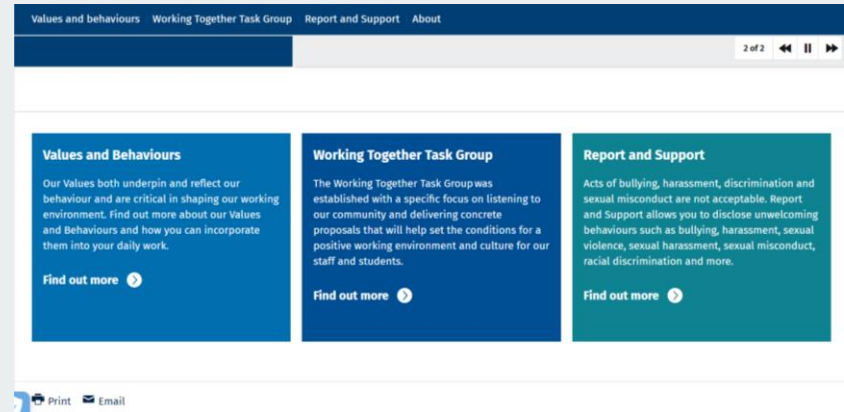 Values and behaviours Working Together Task Group Report and Support About
2 of 2
Values and Behaviours
Our Values both underpin and reflect our
behaviour and are critical in shaping our working
environment. Find out more about our Values
and Behaviours and how you can incorporate
them into your daily work.
Find out more
Working Together Task Group
The Working Together Task Group was
established with a specific focus on listening to
our community and delivering concrete
proposals that will help set the conditions for a
positive working environment and culture for our
staff and students.
Find out more
Report and Support
Acts of bullying, harassment, discrimination and
sexual misconduct are not acceptable. Report
and Support allows you to disclose unwelcoming
behaviours such as bullying, harassment, sexual
violence, sexual harassment, sexual misconduct,
racial discrimination and more.
Find out more
Print Email